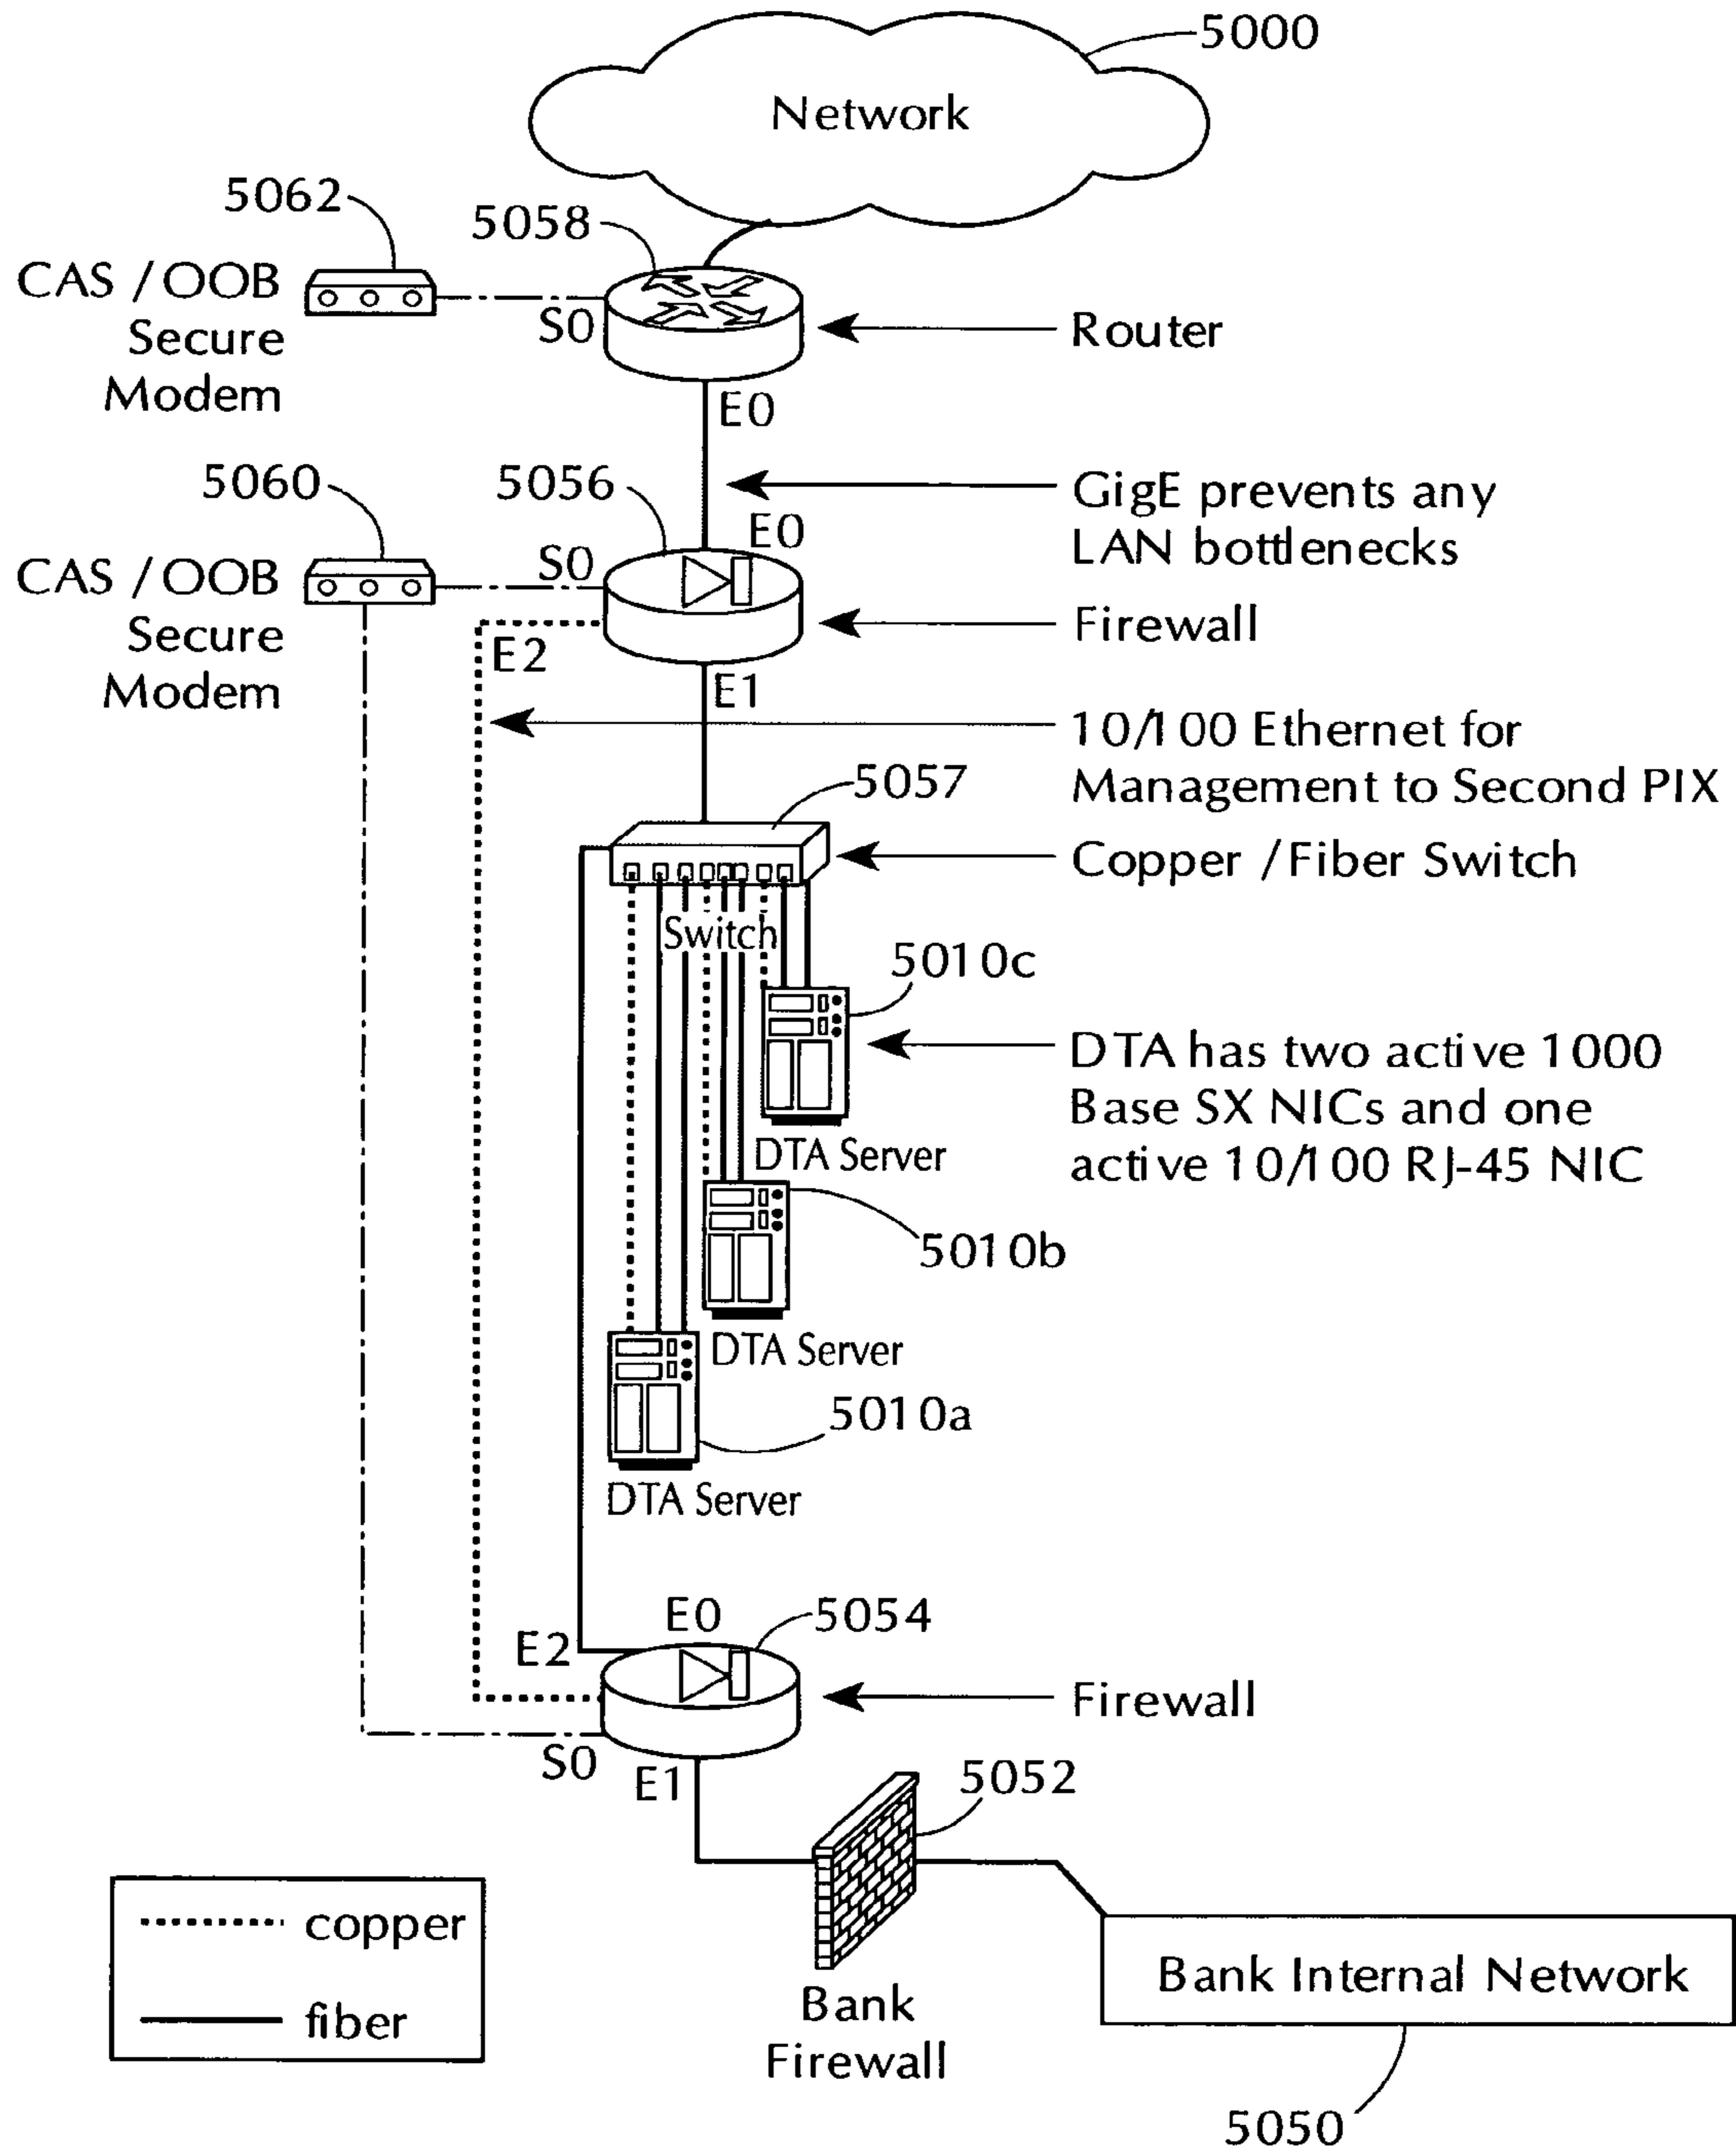 5000
Network
5062
5058
CAS / OOB
Secure
Modem
S0
Router
E0
5060
5056
GigE prevents any
LAN bottlenecks
E0
CAS / OOB
Secure
Modem
S0
Firewall
E2
E1
10/100 Ethernet for
Management to Second PIX
5057
Copper / Fiber Switch
Switch
5010c
DTA has two active 1000
Base SX NICs and one
active 10/100 RJ-45 NIC
DTA Server
5010b
DTA Server
5010a
DTA Server
E0
5054
E2
Firewall
S0
E1
5052
copper
fiber
Bank
Firewall
Bank Internal Network
5050